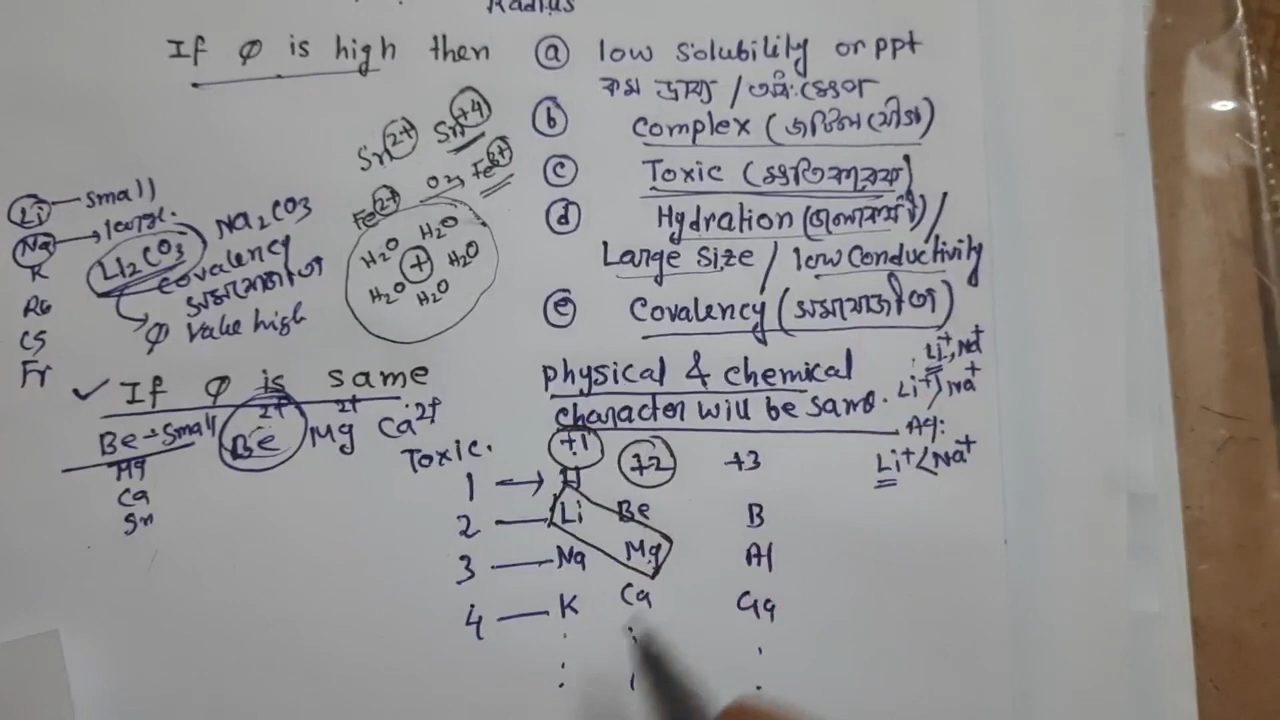 Radius
If φ is high then
(a) low solubility or ppt
কম দ্রাব্য / অধঃক্ষেপ
(b) Complex (জটিল যৌগ)
(c) Toxic (ক্ষতিকারক)
(d) Hydration (জলাকর্ষী) /
Large size / low Conductivity
(e) Covalency (সমযোজীতা)
Sn2+ Sn+4
Fe2+ O2 Fe3+
H2O H2O
H2O + H2O
H2O H2O
Li small
Na large.
K
Rb
Cs
Fr
Li2CO3 Na2CO3
Covalency
সমযোজীতা
φ value high
✓ If φ is same
physical & chemical
character will be same.
Li+, Na+
Li+ > Na+
Aq:
Li+ < Na+
Be → Small
Mg
Ca
Sr
Be2+ Mg2+ Ca2+
Toxic.
+1 +2 +3
1 → H
2 — Li Be B
3 — Na Mg Al
4 — K Ca Ga